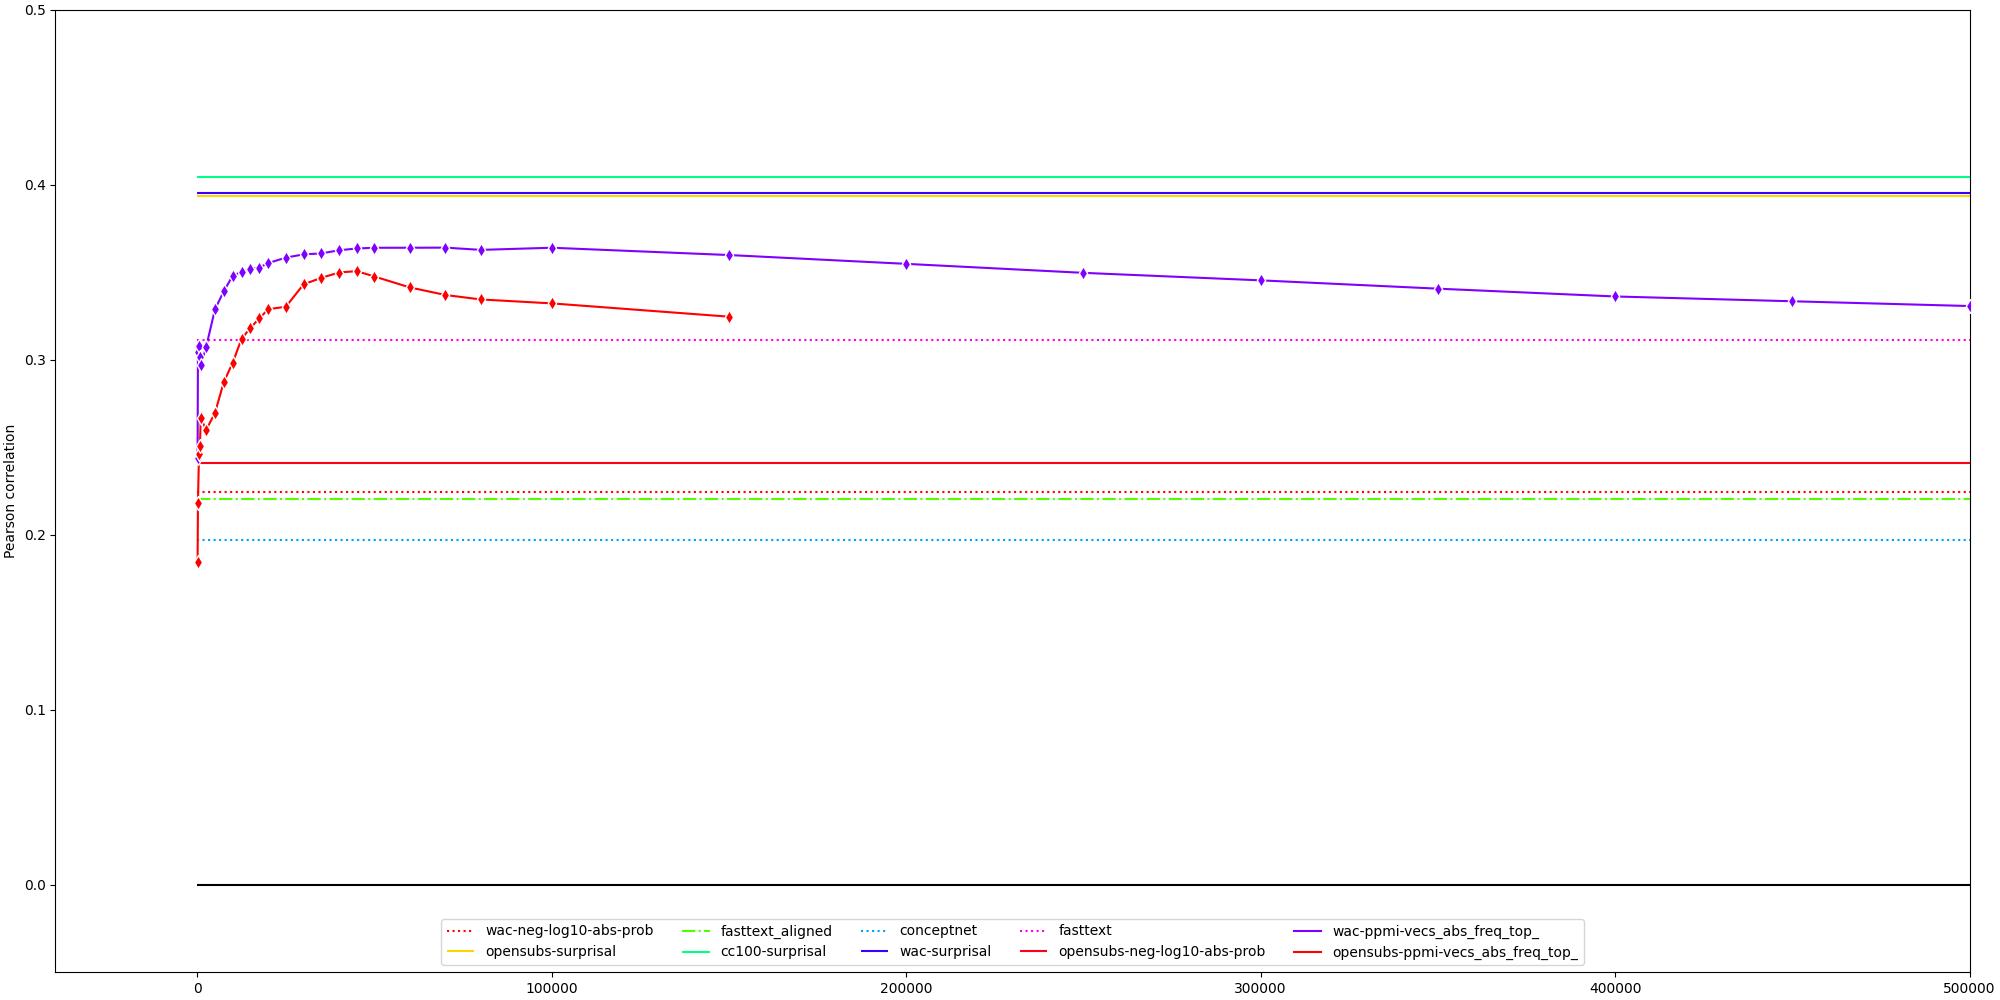 0.5
0.4
0.3
0.2
0.1
0.0
Pearson correlation
wac-neg-log10-abs-prob fasttext_aligned conceptnet fasttext wac-ppmi-vecs_abs_freq_top_
opensubs-surprisal cc100-surprisal wac-surprisal opensubs-neg-log10-abs-prob opensubs-ppmi-vecs_abs_freq_top_
0 100000 200000 300000 400000 500000